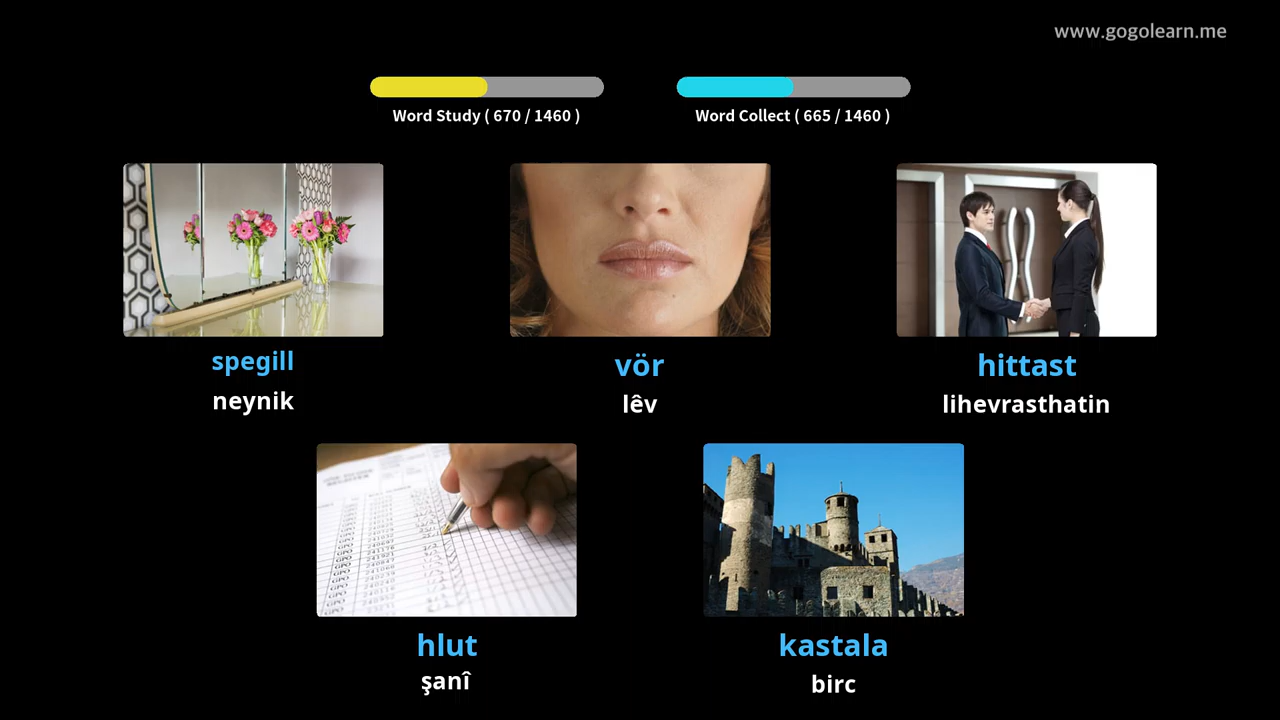 www.gogolearn.me
Word Study ( 670 / 1460 )
Word Collect ( 665 / 1460 )
spegill
neynik
vör
lêv
hittast
lihevrasthatin
hlut
şanî
kastala
birc